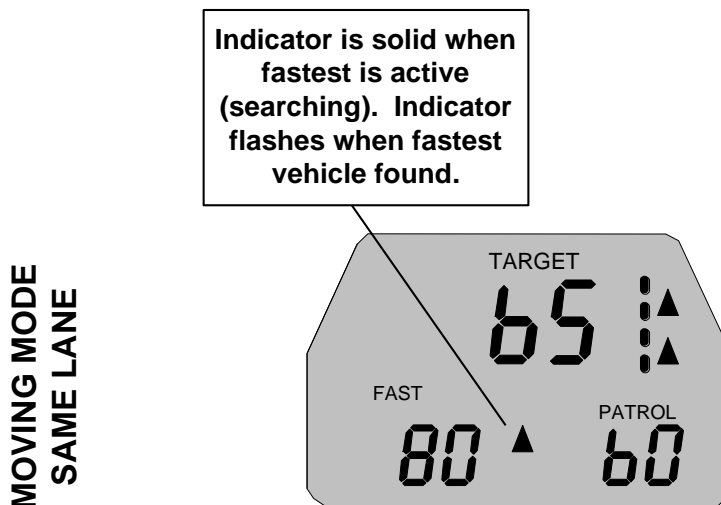 Indicator is solid when
fastest is active
(searching). Indicator
flashes when fastest
vehicle found.
MOVING MODE
SAME LANE
TARGET
65
FAST
80
PATROL
60